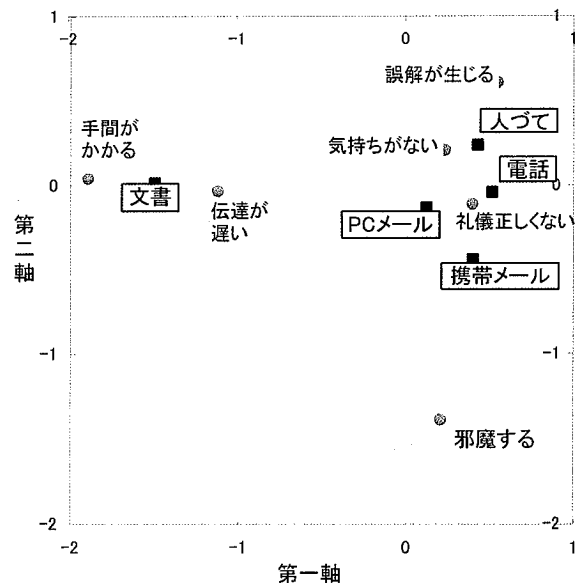 1
-2
-1
0
1
1
誤解が生じる
人づて
手間が
かかる
気持ちがない
電話
0
0
文書
伝達が
遅い
PCメール
礼儀正しくない
携帯メール
第二軸
-1
-1
邪魔する
-2
-2
-2
-1
0
1
第一軸